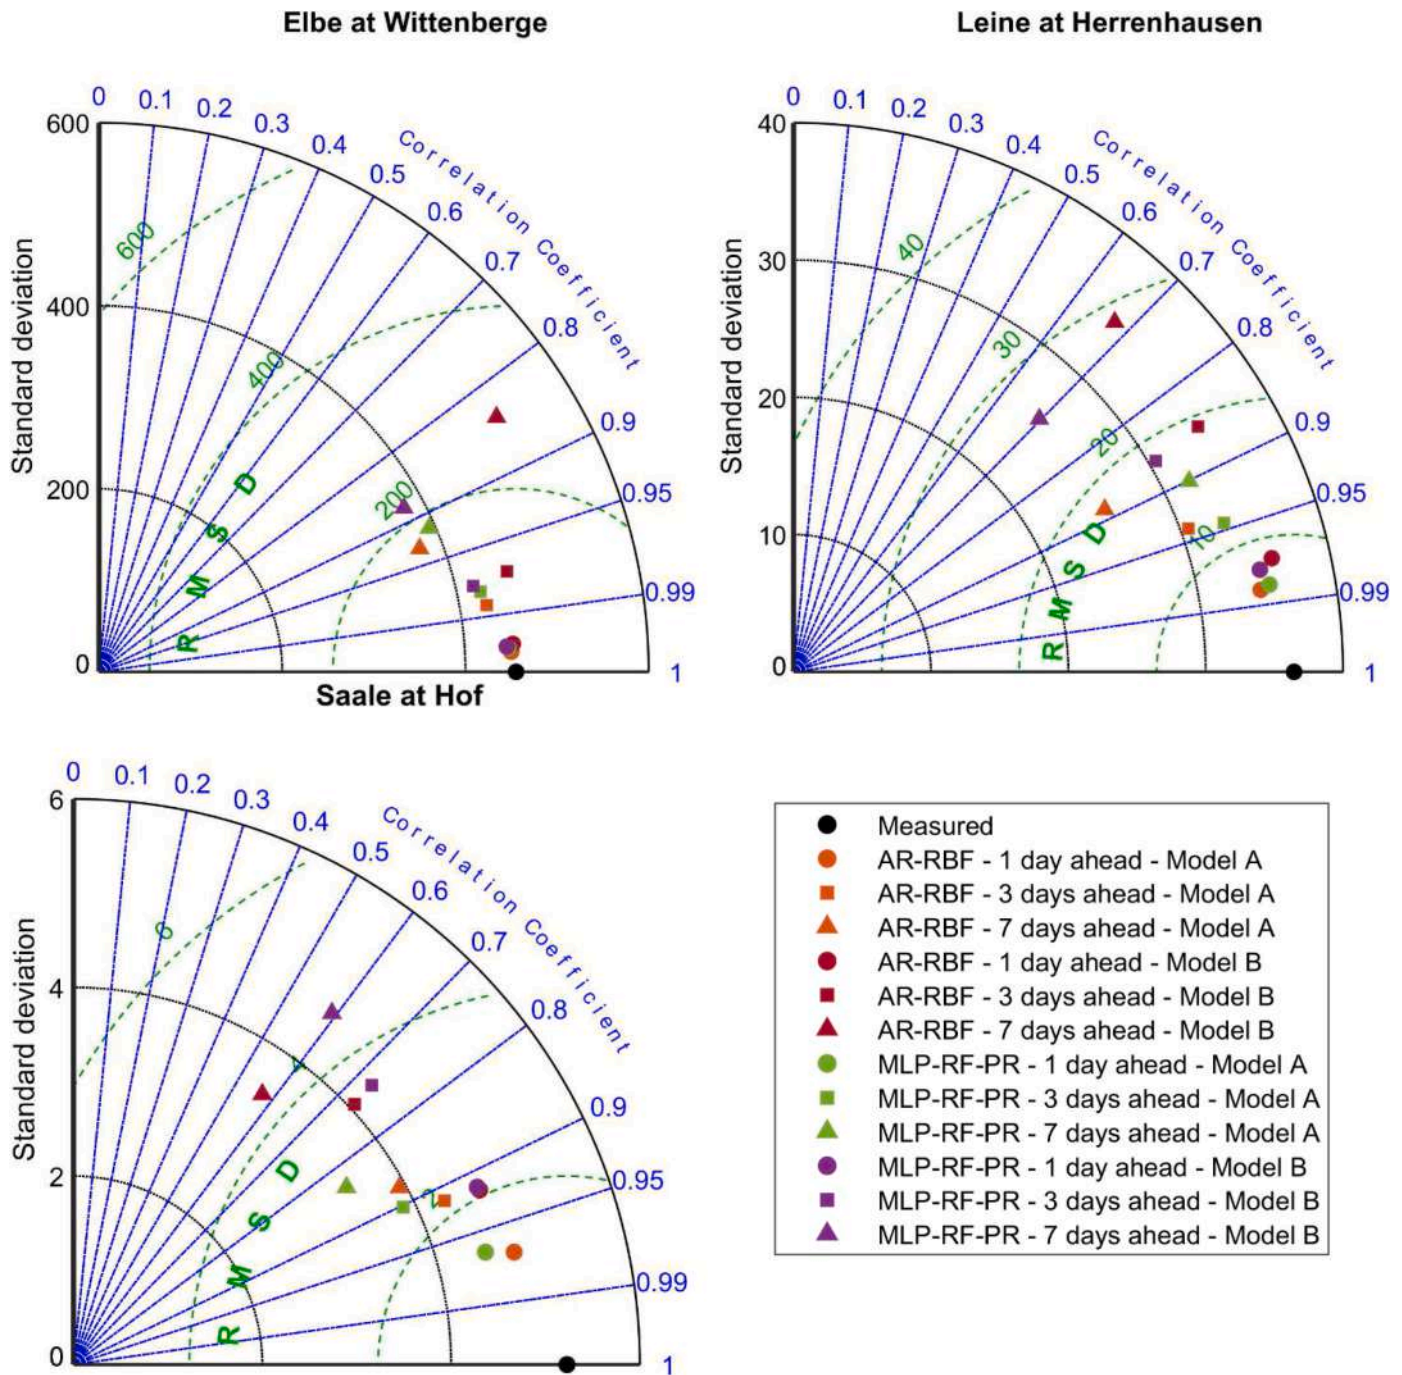 Elbe at Wittenberge
Leine at Herrenhausen
0 0.1 0.2 0.3 0.4 0.5 0.6 0.7 0.8 0.9 0.95 0.99 1
Correlation Coefficient
600
400
200
0
Standard deviation
600
400
200
R M S D
0 0.1 0.2 0.3 0.4 0.5 0.6 0.7 0.8 0.9 0.95 0.99 1
Correlation Coefficient
40
30
20
10
0
Standard deviation
40
30
20
10
R M S D
Saale at Hof
0 0.1 0.2 0.3 0.4 0.5 0.6 0.7 0.8 0.9 0.95 0.99 1
Correlation Coefficient
6
4
2
0
Standard deviation
6
4
2
R M S D
Measured
AR-RBF - 1 day ahead - Model A
AR-RBF - 3 days ahead - Model A
AR-RBF - 7 days ahead - Model A
AR-RBF - 1 day ahead - Model B
AR-RBF - 3 days ahead - Model B
AR-RBF - 7 days ahead - Model B
MLP-RF-PR - 1 day ahead - Model A
MLP-RF-PR - 3 days ahead - Model A
MLP-RF-PR - 7 days ahead - Model A
MLP-RF-PR - 1 day ahead - Model B
MLP-RF-PR - 3 days ahead - Model B
MLP-RF-PR - 7 days ahead - Model B